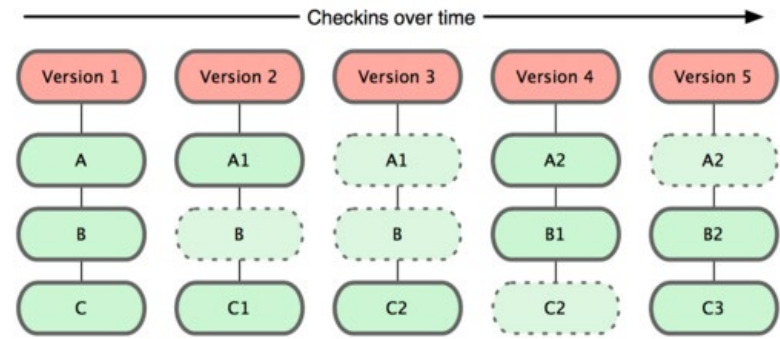 Checkins over time
Version 1 Version 2 Version 3 Version 4 Version 5
A A1 A1 A2 A2
B B B B1 B2
C C1 C2 C2 C3